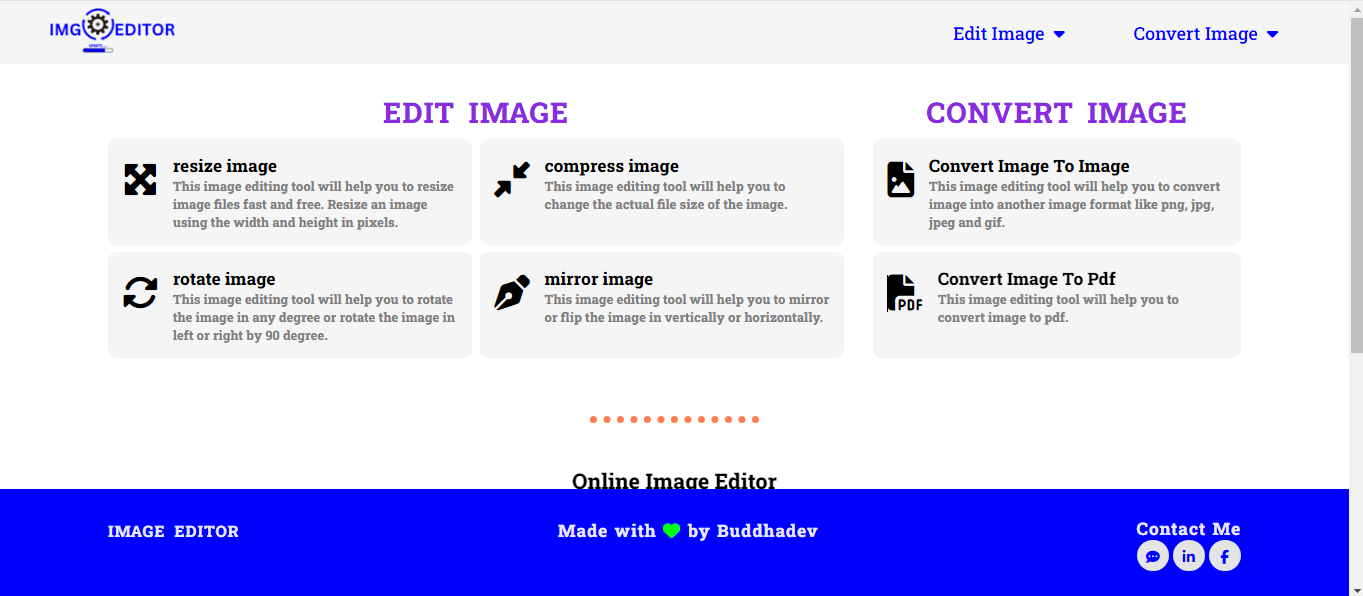 IMG EDITOR
UPDATE...
Edit Image
Convert Image
EDIT IMAGE
resize image
This image editing tool will help you to resize
image files fast and free. Resize an image
using the width and height in pixels.
compress image
This image editing tool will help you to
change the actual file size of the image.
rotate image
This image editing tool will help you to rotate
the image in any degree or rotate the image in
left or right by 90 degree.
mirror image
This image editing tool will help you to mirror
or flip the image in vertically or horizontally.
CONVERT IMAGE
Convert Image To Image
This image editing tool will help you to convert
image into another image format like png, jpg,
jpeg and gif.
PDF
Convert Image To Pdf
This image editing tool will help you to
convert image to pdf.
Online Image Editor
IMAGE EDITOR
Made with by Buddhadev
Contact Me
in
f